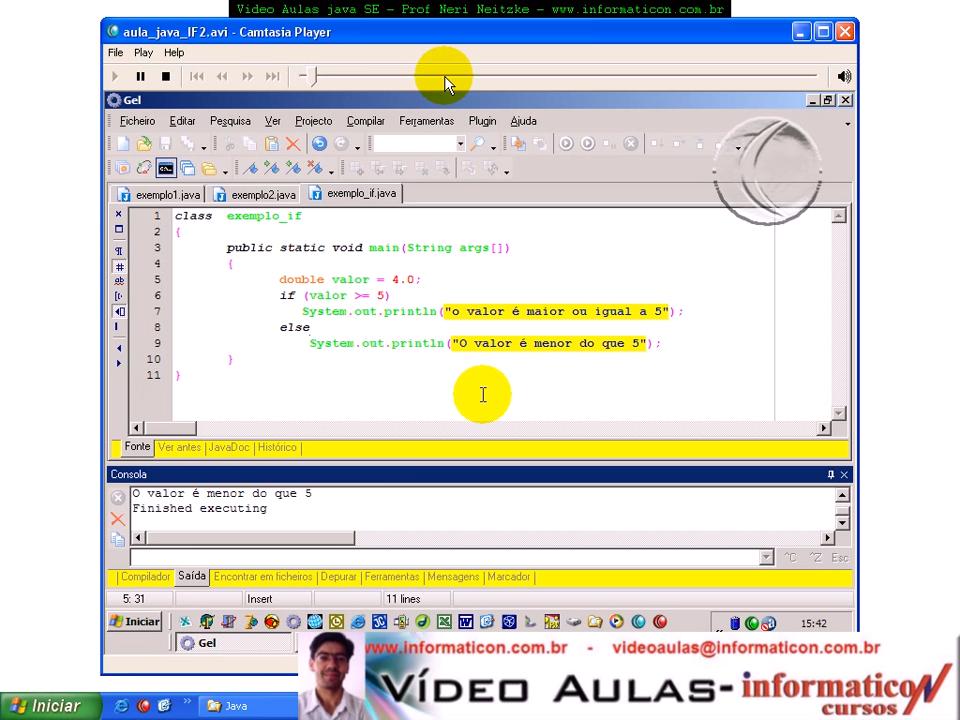 Video Aulas java SE – Prof Neri Neitzke – www.informaticon.com.br
aula_java_IF2.avi - Camtasia Player
File Play Help
Gel
Ficheiro Editar Pesquisa Ver Projecto Compilar Ferramentas Plugin Ajuda
exemplo1.java exemplo2.java exemplo_if.java
1 class exemplo_if
2 {
3 public static void main(String args[])
4 {
5 double valor = 4.0;
6 if (valor >= 5)
7 System.out.println("o valor é maior ou igual a 5");
8 else
9 System.out.println("O valor é menor do que 5");
10 }
11 }
Fonte Ver antes JavaDoc Histórico
Consola
O valor é menor do que 5
Finished executing
^C ^Z Esc
Compilador Saída Encontrar em ficheiros Depurar Ferramentas Mensagens Marcador
5: 31 Insert 11 lines
Iniciar 15:42
Gel
www.informaticon.com.br - videoaulas@informaticon.com.br
VÍDEO AULAS- informaticon
cursos
Iniciar Java